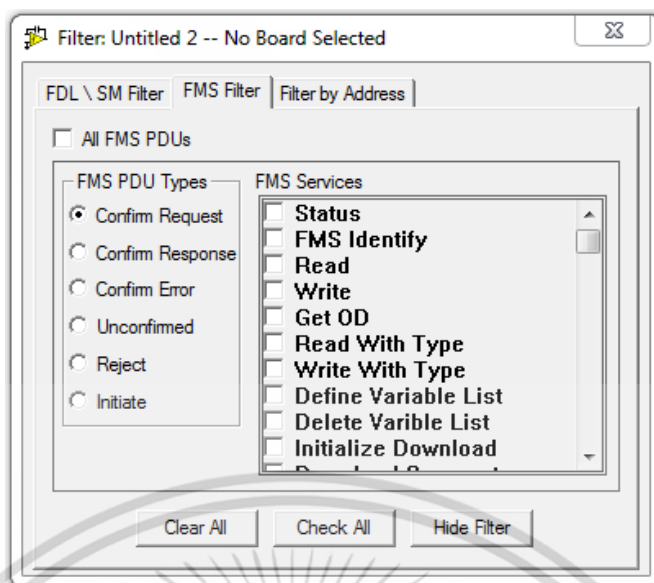 Filter: Untitled 2 -- No Board Selected
FDL \ SM Filter FMS Filter Filter by Address
All FMS PDUs
FMS PDU Types FMS Services
Confirm Request
Confirm Response
Confirm Error
Unconfirmed
Reject
Initiate
Status
FMS Identify
Read
Write
Get OD
Read With Type
Write With Type
Define Variable List
Delete Varible List
Initialize Download
Clear All Check All Hide Filter